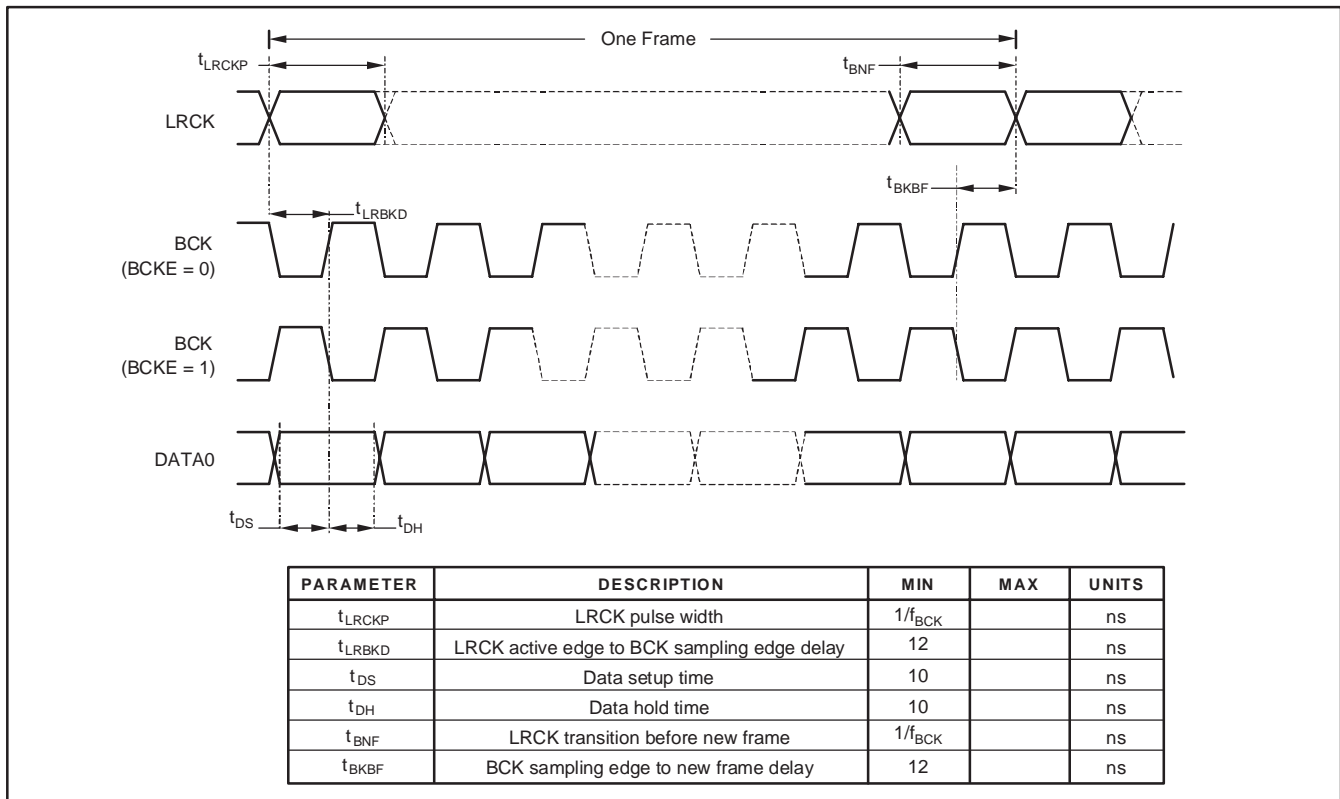 One Frame
tLRCKP
tBNF
LRCK
tBKBF
tLRBKD
BCK
(BCKE = 0)
BCK
(BCKE = 1)
DATA0
tDS
tDH
PARAMETER DESCRIPTION MIN MAX UNITS
tLRCKP LRCK pulse width 1/fBCK ns
tLRBKD LRCK active edge to BCK sampling edge delay 12 ns
tDS Data setup time 10 ns
tDH Data hold time 10 ns
tBNF LRCK transition before new frame 1/fBCK ns
tBKBF BCK sampling edge to new frame delay 12 ns